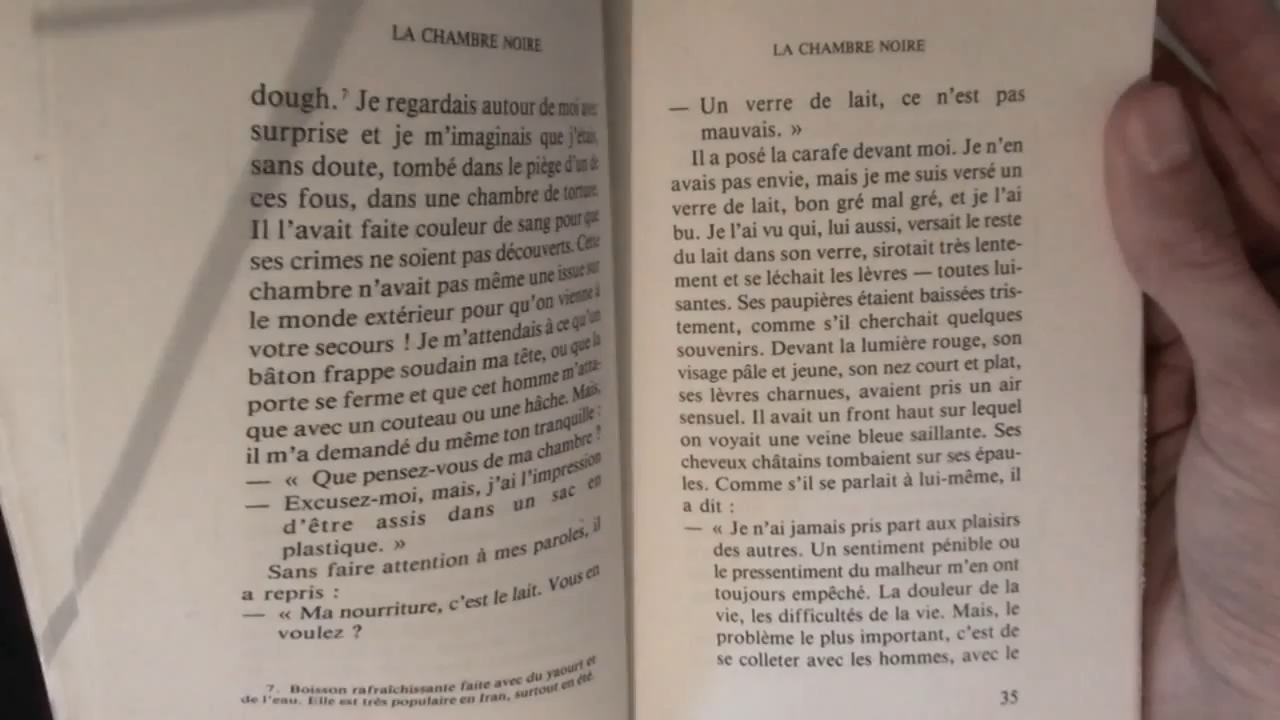 LA CHAMBRE NOIRE
dough.⁷ Je regardais autour de moi avec
surprise et je m'imaginais que j'étais,
sans doute, tombé dans le piège d'un de
ces fous, dans une chambre de torture.
Il l'avait faite couleur de sang pour que
ses crimes ne soient pas découverts. Cette
chambre n'avait pas même une issue sur
le monde extérieur pour qu'on vienne à
votre secours ! Je m'attendais à ce qu'un
bâton frappe soudain ma tête, ou que la
porte se ferme et que cet homme m'atta-
que avec un couteau ou une hâche. Mais,
il m'a demandé du même ton tranquille :
— « Que pensez-vous de ma chambre ?
— Excusez-moi, mais, j'ai l'impression
d'être assis dans un sac en
plastique. »
Sans faire attention à mes paroles, il
a repris :
— « Ma nourriture, c'est le lait. Vous en
voulez ?
7. Boisson rafraîchissante faite avec du yaourt et
de l'eau. Elle est très populaire en Iran, surtout en été.
LA CHAMBRE NOIRE
— Un verre de lait, ce n'est pas
mauvais. »
Il a posé la carafe devant moi. Je n'en
avais pas envie, mais je me suis versé un
verre de lait, bon gré mal gré, et je l'ai
bu. Je l'ai vu qui, lui aussi, versait le reste
du lait dans son verre, sirotait très lente-
ment et se léchait les lèvres — toutes lui-
santes. Ses paupières étaient baissées tris-
tement, comme s'il cherchait quelques
souvenirs. Devant la lumière rouge, son
visage pâle et jeune, son nez court et plat,
ses lèvres charnues, avaient pris un air
sensuel. Il avait un front haut sur lequel
on voyait une veine bleue saillante. Ses
cheveux châtains tombaient sur ses épau-
les. Comme s'il se parlait à lui-même, il
a dit :
— « Je n'ai jamais pris part aux plaisirs
des autres. Un sentiment pénible ou
le pressentiment du malheur m'en ont
toujours empêché. La douleur de la
vie, les difficultés de la vie. Mais, le
problème le plus important, c'est de
se colleter avec les hommes, avec le
35